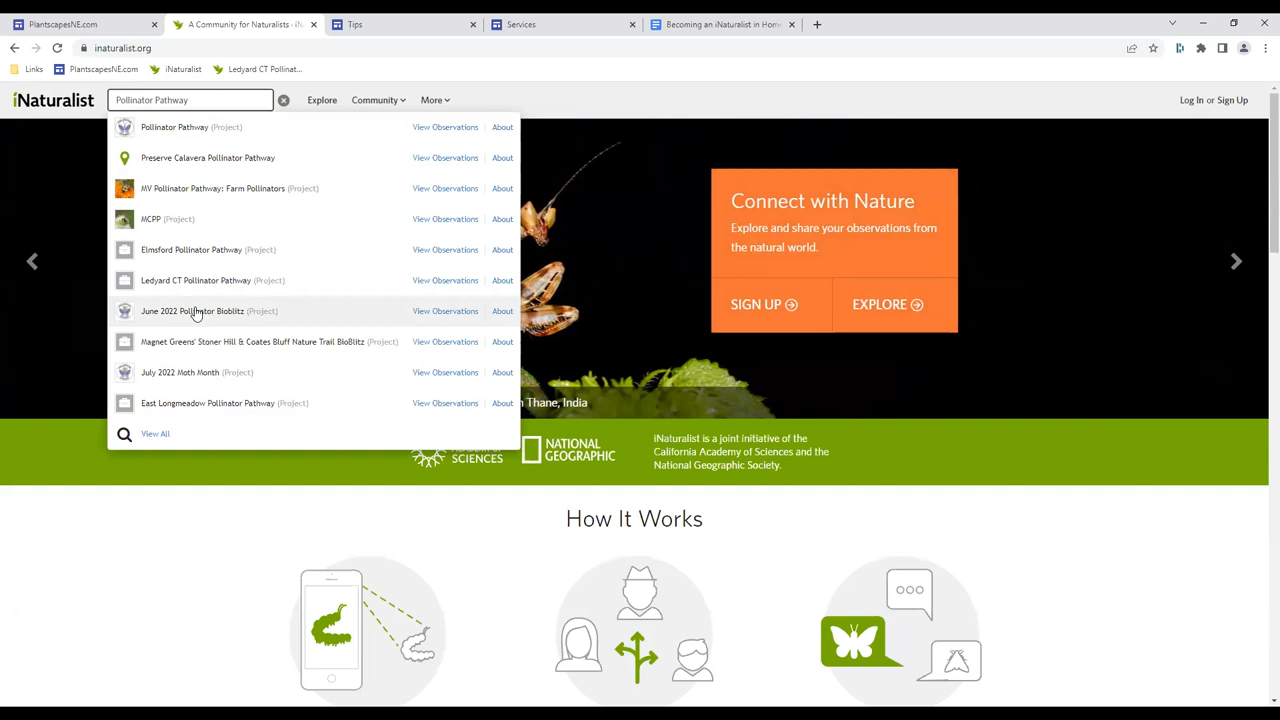 PlantscapesNE.com
A Community for Naturalists · iN
Tips
Services
Becoming an iNaturalist in Hom
inaturalist.org
Links
PlantscapesNE.com
iNaturalist
Ledyard CT Pollinat...
iNaturalist
Pollinator Pathway
Explore
Community
More
Log In or Sign Up
Pollinator Pathway (Project) View Observations About
Preserve Calavera Pollinator Pathway
MV Pollinator Pathway: Farm Pollinators (Project) View Observations About
MCPP (Project) View Observations About
Elmsford Pollinator Pathway (Project) View Observations About
Ledyard CT Pollinator Pathway (Project) View Observations About
June 2022 Pollinator Bioblitz (Project) View Observations About
Magnet Greens' Stoner Hill & Coates Bluff Nature Trail BioBlitz (Project) View Observations About
July 2022 Moth Month (Project) View Observations About
East Longmeadow Pollinator Pathway (Project) View Observations About
View All
Connect with Nature
Explore and share your observations from
the natural world.
SIGN UP
EXPLORE
Thane, India
SCIENCES
NATIONAL
GEOGRAPHIC
iNaturalist is a joint initiative of the
California Academy of Sciences and the
National Geographic Society.
How It Works